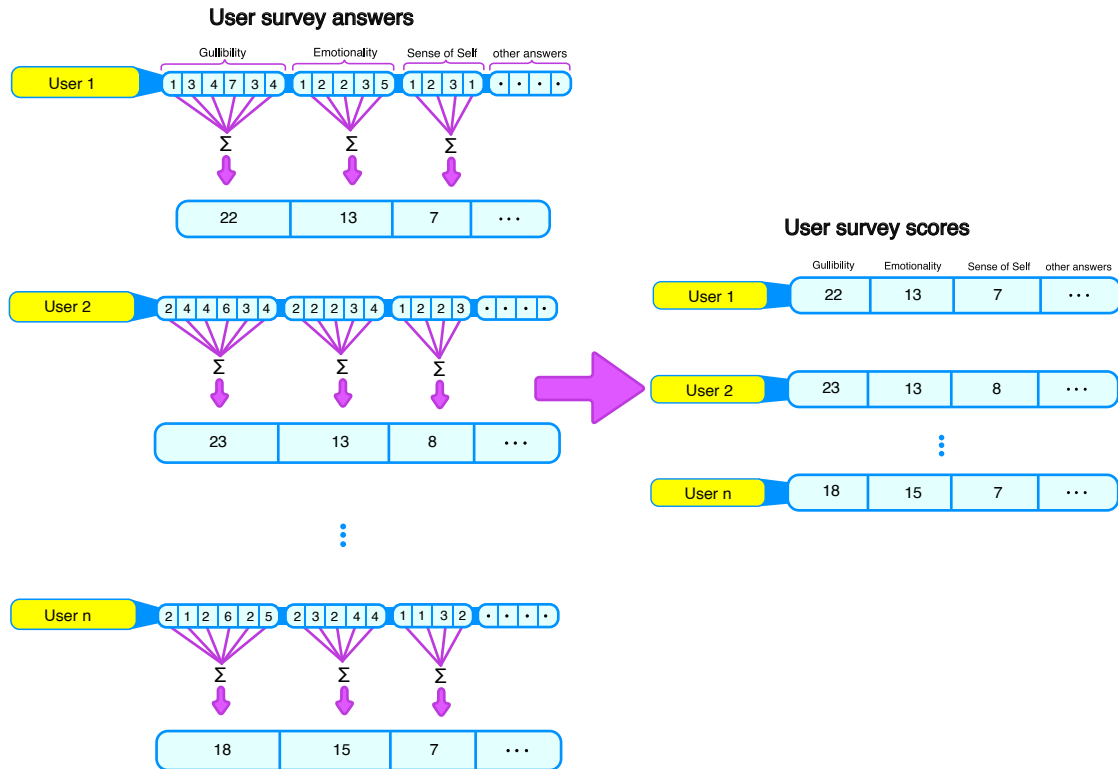 User survey answers
Gullibility Emotionality Sense of Self other answers
User 1 1 3 4 7 3 4 1 2 2 3 5 1 2 3 1 • • • •
Σ Σ Σ
22 13 7 • • •
User survey scores
Gullibility Emotionality Sense of Self other answers
User 1 22 13 7 • • •
User 2 2 4 4 6 3 4 2 2 2 3 4 1 2 2 3 • • • •
Σ Σ Σ
User 2 23 13 8 • • •
23 13 8 • • •
User n 18 15 7 • • •
User n 2 1 2 6 2 5 2 3 2 4 4 1 1 3 2 • • • •
Σ Σ Σ
18 15 7 • • •